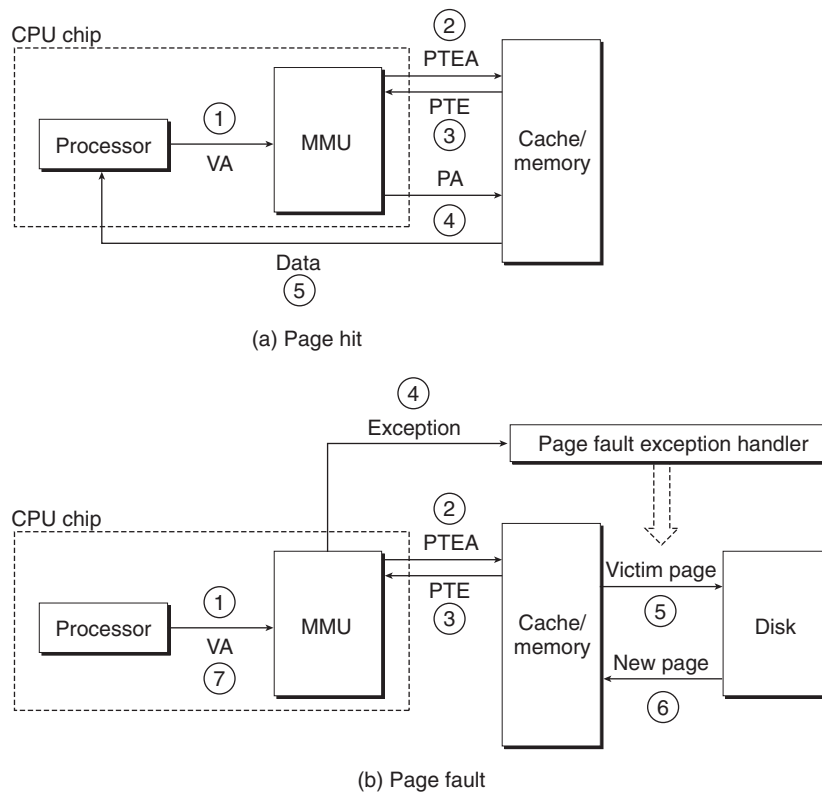 CPU chip
②
PTEA
PTE
③
①
VA
Processor
MMU
Cache/
memory
PA
④
Data
⑤
(a) Page hit
④
Exception
Page fault exception handler
CPU chip
②
PTEA
PTE
③
①
VA
⑦
Processor
MMU
Cache/
memory
Victim page
⑤
Disk
New page
⑥
(b) Page fault